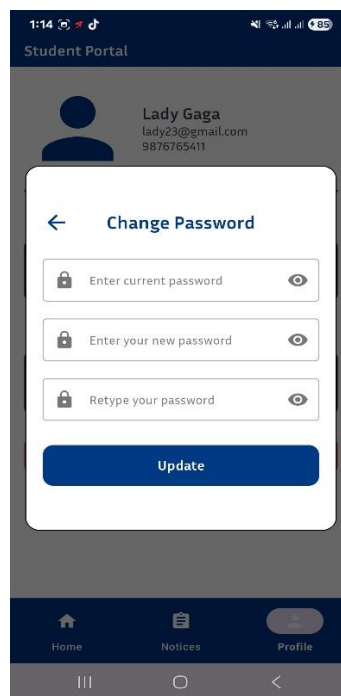 1:14
85
Student Portal
Lady Gaga
lady23@gmail.com
9876765411
Change Password
Enter current password
Enter your new password
Retype your password
Update
Home
Notices
Profile